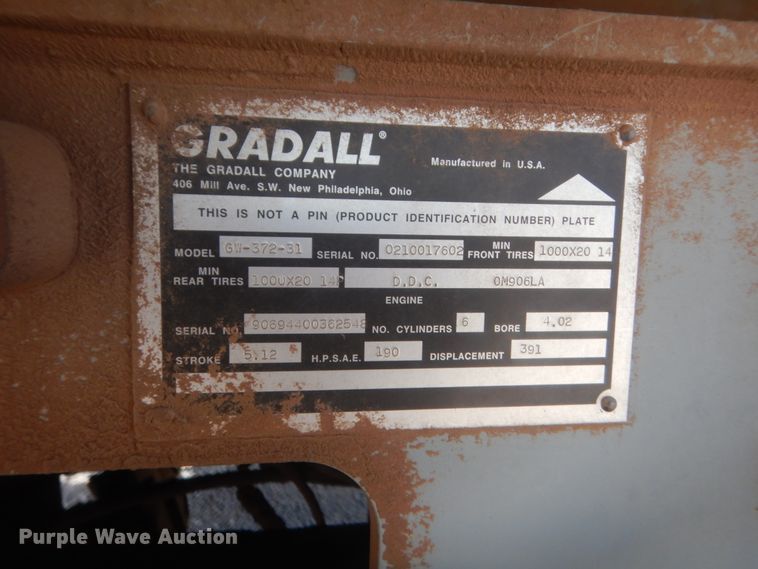 GRADALL®
Manufactured in U.S.A.
THE GRADALL COMPANY
406 Mill Ave. S.W. New Philadelphia, Ohio
THIS IS NOT A PIN (PRODUCT IDENTIFICATION NUMBER) PLATE
MODEL GW-372-31 SERIAL NO. 0210017602 MIN FRONT TIRES 1000X20 14
MIN REAR TIRES 1000X20 14P D.D.C. OM906LA
ENGINE
SERIAL NO. 90694400362548 NO. CYLINDERS 6 BORE 4.02
STROKE 5.12 H.P.S.A.E. 190 DISPLACEMENT 391
Purple Wave Auction